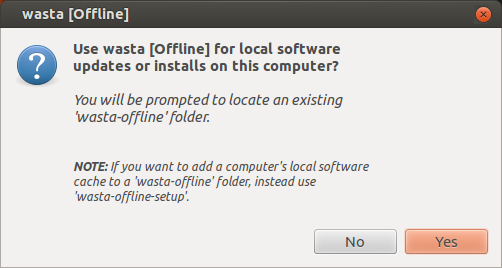 wasta [Offline]
Use wasta [Offline] for local software
updates or installs on this computer?
You will be prompted to locate an existing
'wasta-offline' folder.
NOTE: If you want to add a computer's local software
cache to a 'wasta-offline' folder, instead use
'wasta-offline-setup'.
No Yes